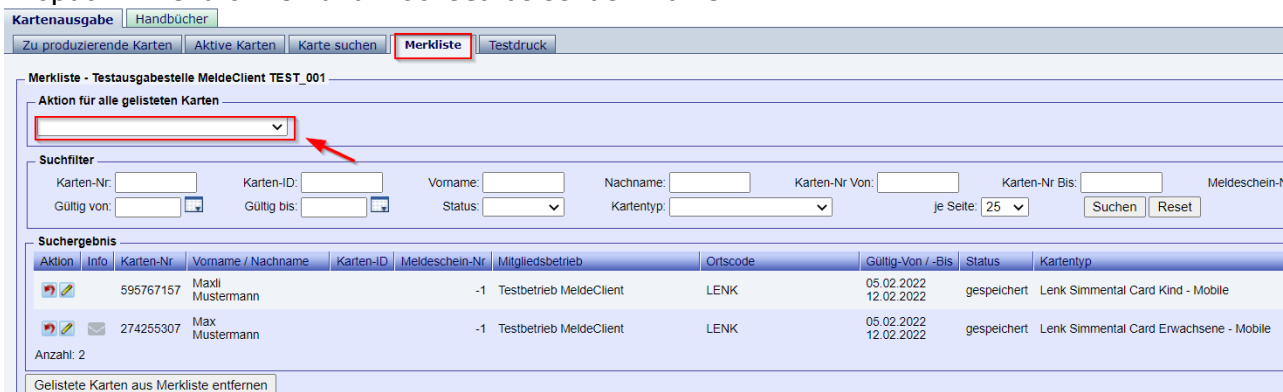 Kartenausgabe Handbücher
Zu produzierende Karten Aktive Karten Karte suchen Merkliste Testdruck
Merkliste - Testausgabestelle MeldeClient TEST_001
Aktion für alle gelisteten Karten
Suchfilter
Karten-Nr: Karten-ID: Vorname: Nachname: Karten-Nr Von: Karten-Nr Bis:
Gültig von: Gültig bis: Status: Kartentyp: je Seite: 25 Suchen Reset
Suchergebnis
Aktion Info Karten-Nr Vorname / Nachname Karten-ID Meldeschein-Nr Mitgliedsbetrieb Ortscode Gültig-Von / -Bis Status Kartentyp
595767157 Maxli Mustermann -1 Testbetrieb MeldeClient LENK 05.02.2022 12.02.2022 gespeichert Lenk Simmental Card Kind - Mobile
274255307 Max Mustermann -1 Testbetrieb MeldeClient LENK 05.02.2022 12.02.2022 gespeichert Lenk Simmental Card Erwachsene - Mobile
Anzahl: 2
Gelistete Karten aus Merkliste entfernen